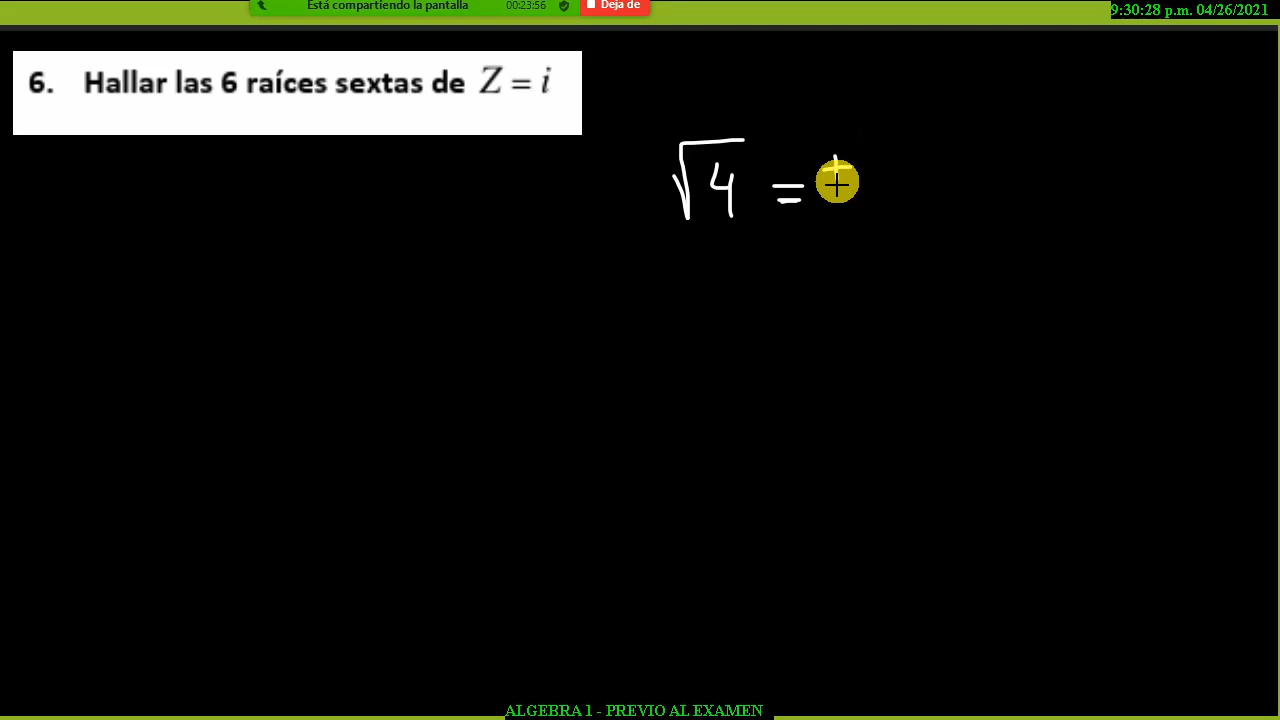 Está compartiendo la pantalla 00:23:56 Deja de
9:30:28 p.m. 04/26/2021
6. Hallar las 6 raíces sextas de Z = i
√4 = +
ALGEBRA 1 - PREVIO AL EXAMEN